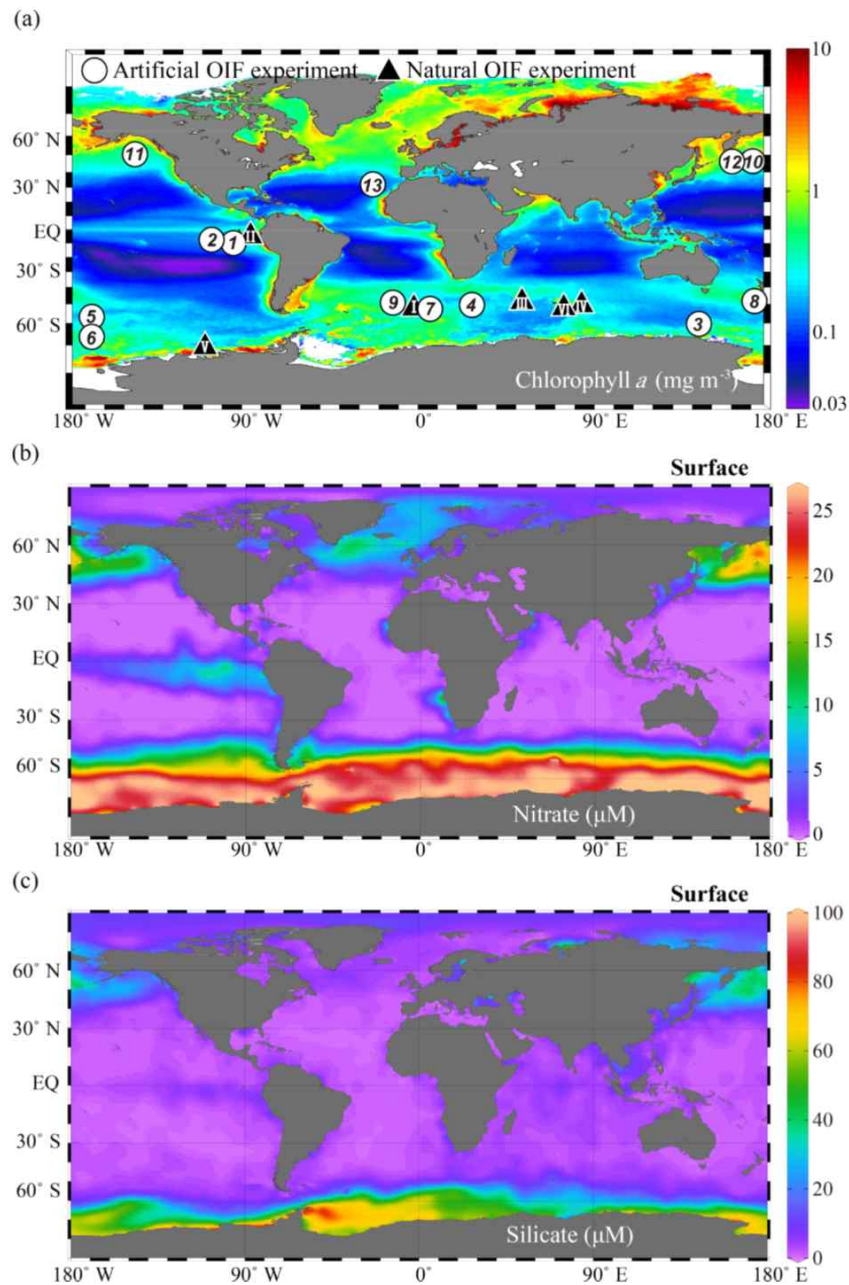 (a)
Artificial OIF experiment Natural OIF experiment
10
60° N
11
12 10
30° N
13
1
EQ
2 1 II
30° S
9 I 7 4 III VI IV 8
5
3
60° S
6
V
0.1
Chlorophyll a (mg m-3)
0.03
180° W 90° W 0° 90° E 180° E
(b)
Surface
25
60° N
20
30° N
15
EQ
10
30° S
5
60° S
Nitrate (μM)
0
180° W 90° W 0° 90° E 180° E
(c)
Surface
100
60° N
80
30° N
60
EQ
40
30° S
20
60° S
Silicate (μM)
0
180° W 90° W 0° 90° E 180° E